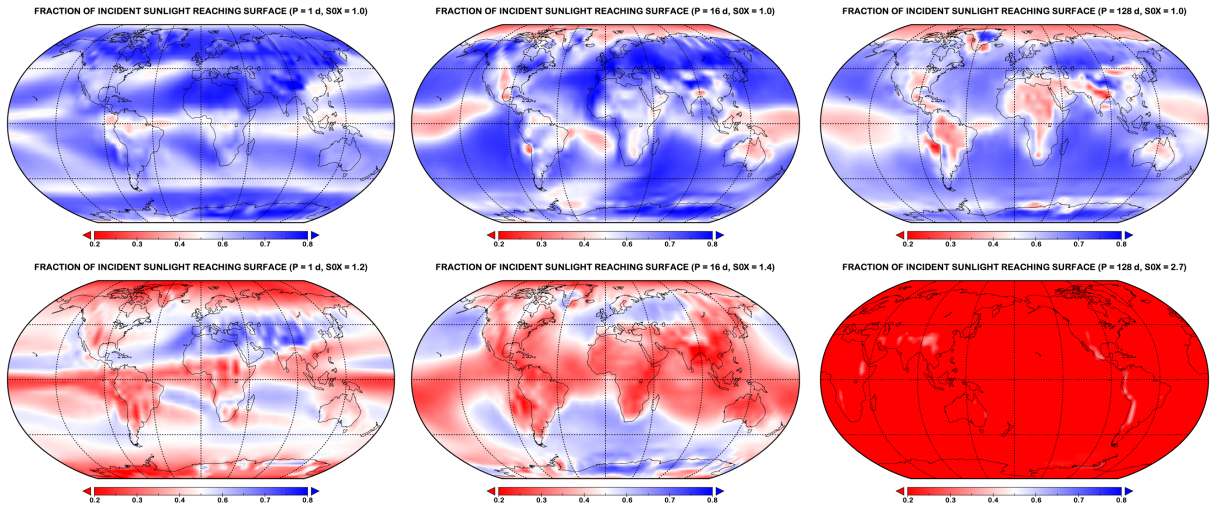 FRACTION OF INCIDENT SUNLIGHT REACHING SURFACE (P = 1 d, S0X = 1.0)
FRACTION OF INCIDENT SUNLIGHT REACHING SURFACE (P = 16 d, S0X = 1.0)
FRACTION OF INCIDENT SUNLIGHT REACHING SURFACE (P = 128 d, S0X = 1.0)
0.2 0.3 0.4 0.6 0.7 0.8
0.2 0.3 0.4 0.6 0.7 0.8
0.2 0.3 0.4 0.6 0.7 0.8
FRACTION OF INCIDENT SUNLIGHT REACHING SURFACE (P = 1 d, S0X = 1.2)
FRACTION OF INCIDENT SUNLIGHT REACHING SURFACE (P = 16 d, S0X = 1.4)
FRACTION OF INCIDENT SUNLIGHT REACHING SURFACE (P = 128 d, S0X = 2.7)
0.2 0.3 0.4 0.6 0.7 0.8
0.2 0.3 0.4 0.6 0.7 0.8
0.2 0.3 0.4 0.6 0.7 0.8